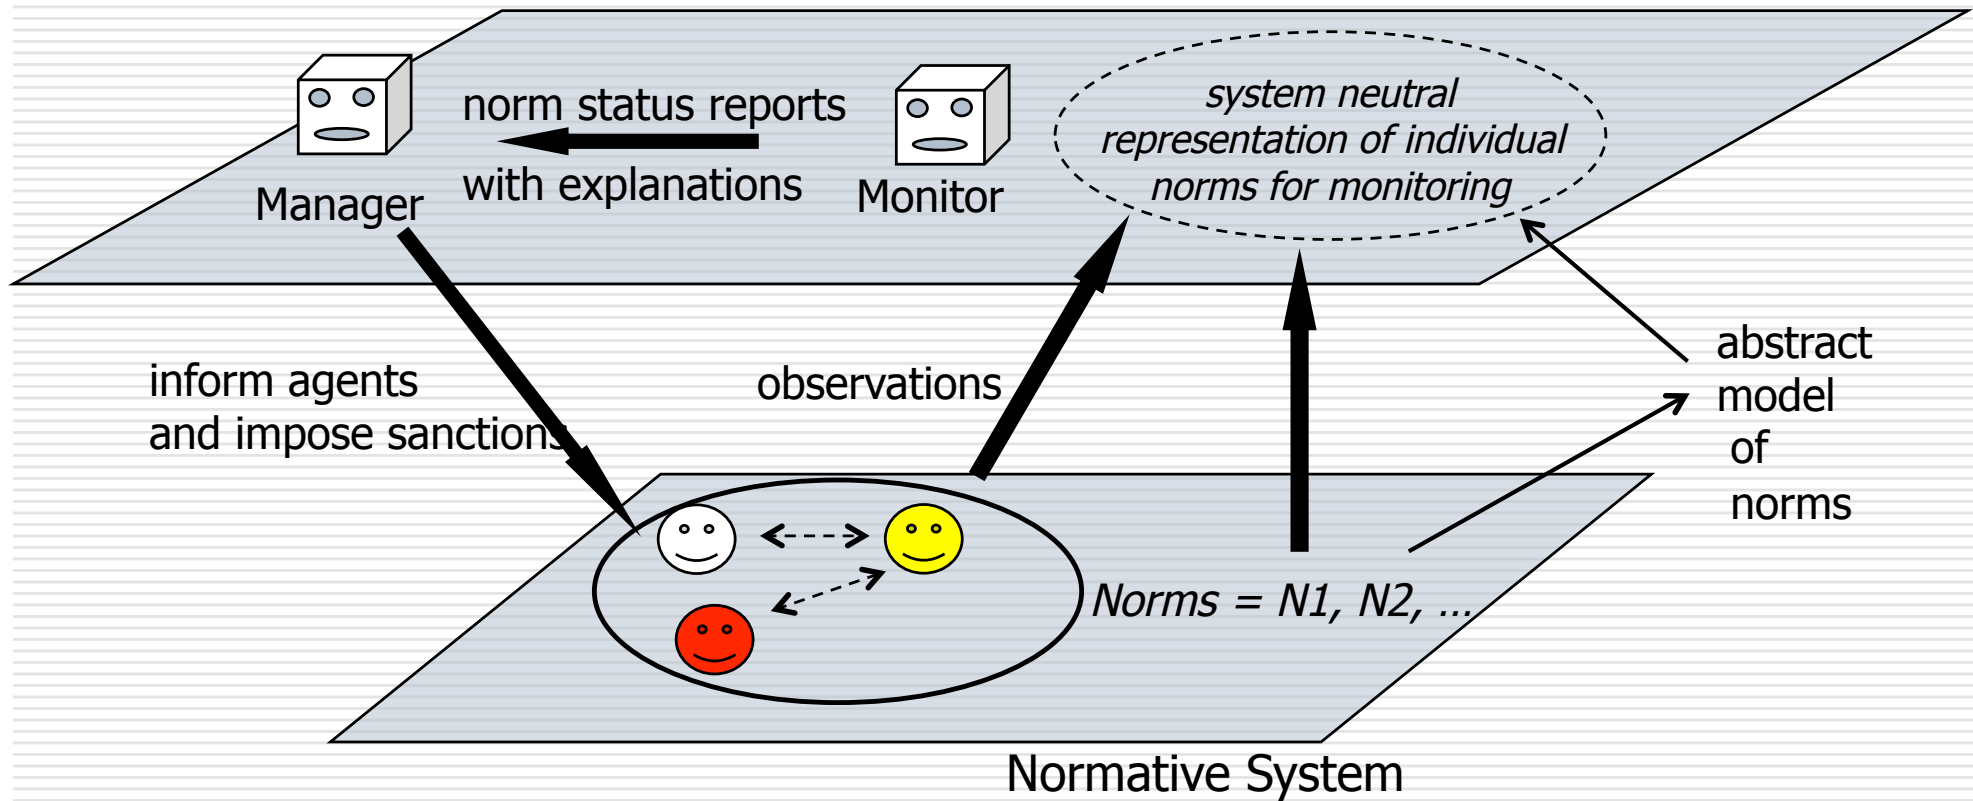 norm status reports
with explanations
Manager
Monitor
system neutral
representation of individual
norms for monitoring
inform agents
and impose sanctions
observations
abstract
model
of
norms
Norms = N1, N2, ...
Normative System